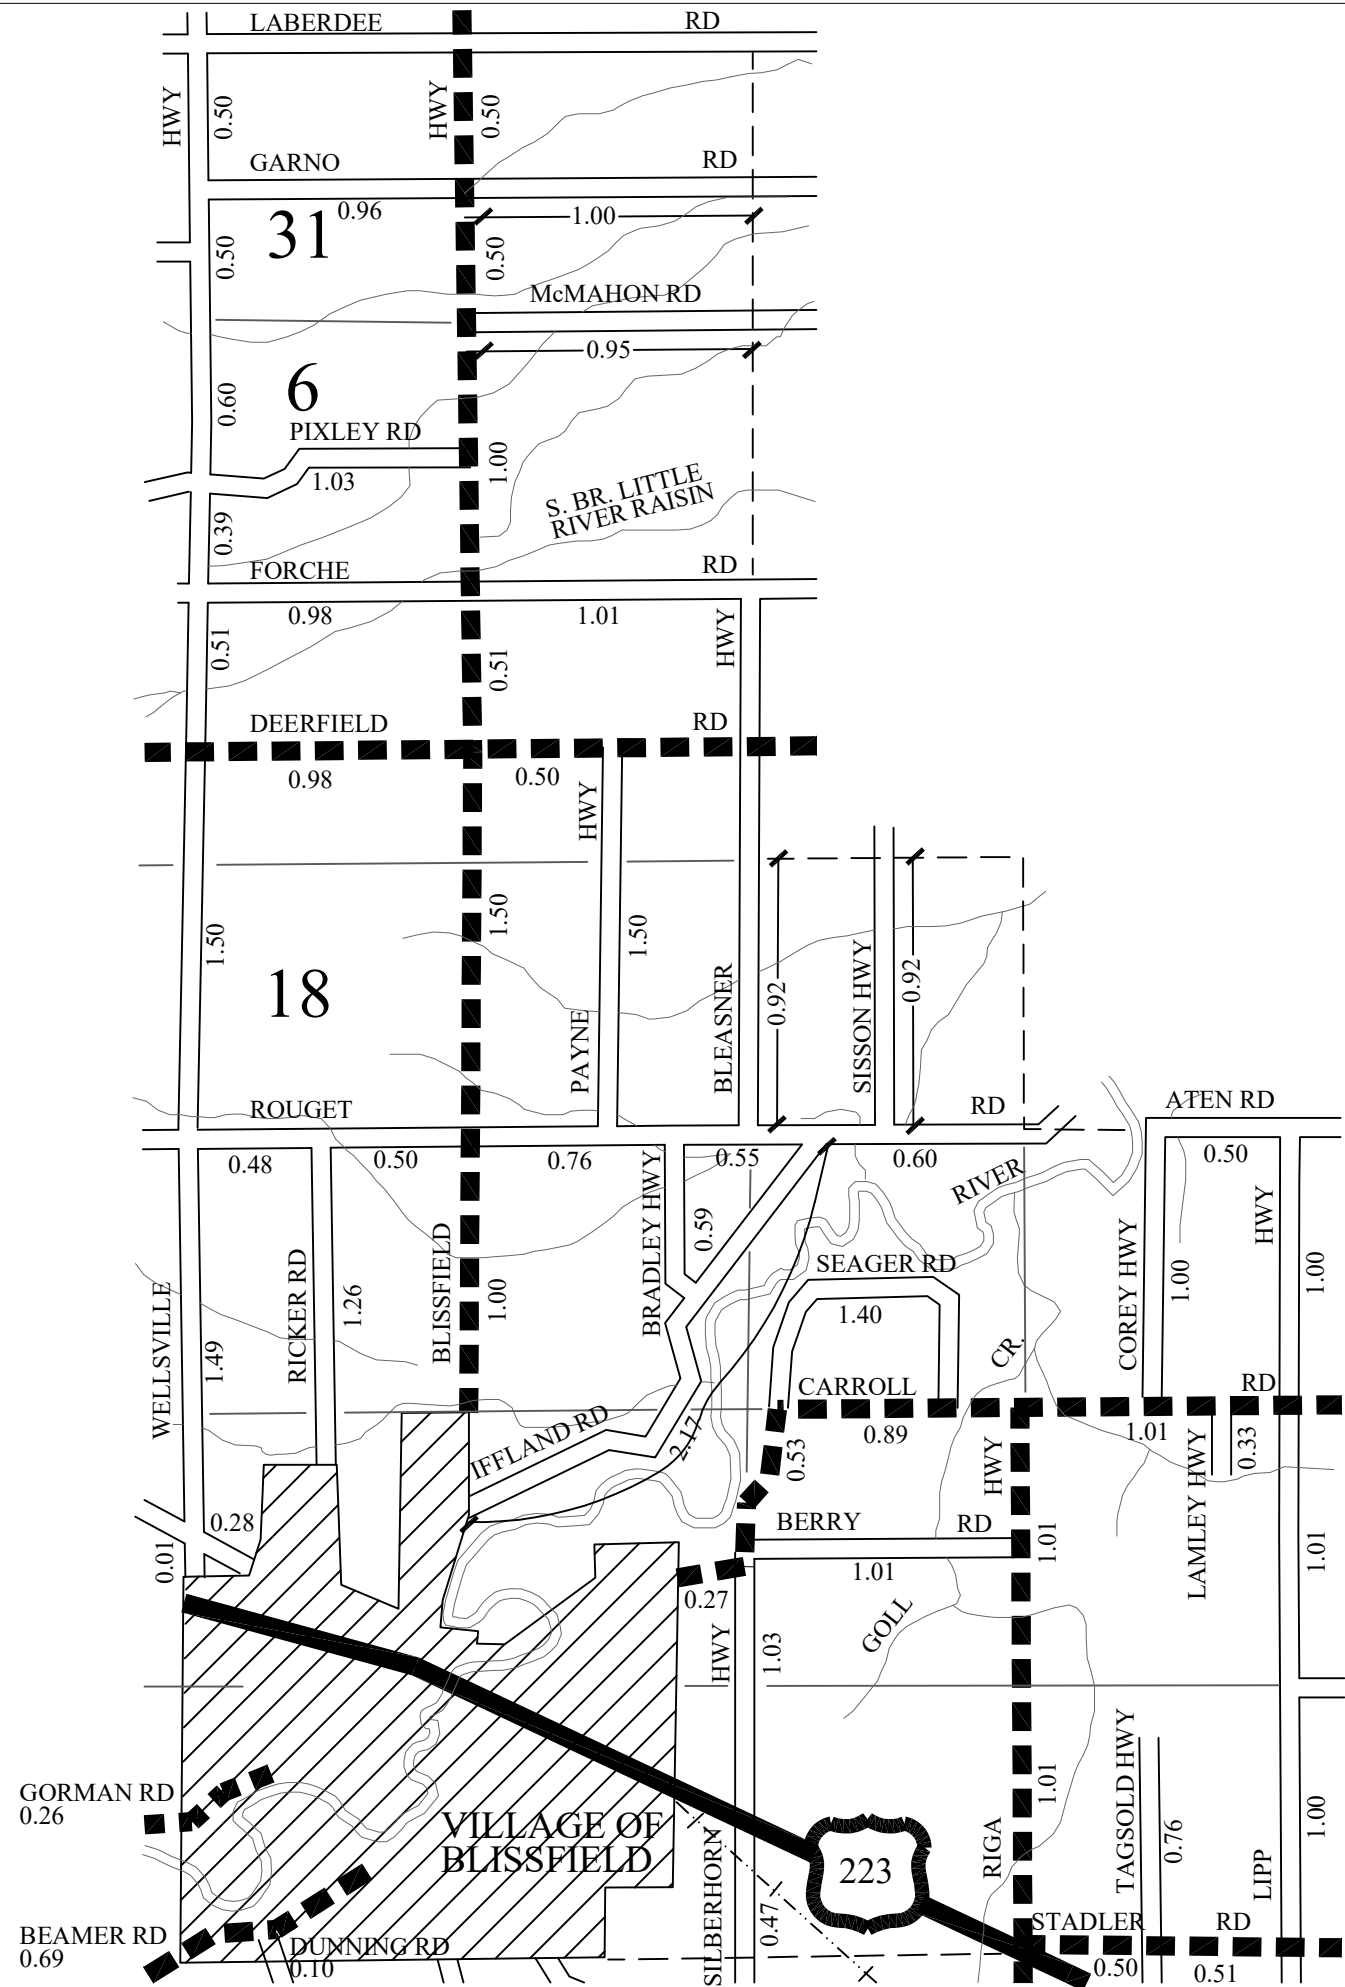 LABERDEE RD
HWY 0.50 HWY 0.50
GARNO RD
0.96
31
1.00
0.50 0.50
McMAHON RD
0.95
6
0.60
PIXLEY RD
1.03
1.00
S. BR. LITTLE
RIVER RAISIN
0.39
FORCHE RD
0.98 1.01
0.51 0.51 HWY
DEERFIELD RD
0.98 0.50
HWY
1.50 1.50 1.50
18
PAYNE BLEASNER 0.92 SISSON HWY 0.92
ROUGET RD ATEN RD
0.48 0.50 0.76 0.55 0.60 0.50
RIVER
BRADLEY HWY 0.59
HWY
COREY HWY 1.00 1.00
SEAGER RD
1.40
WELLSVILLE 1.49 RICKER RD 1.26 BLISSFIELD 1.00
CR.
CARROLL RD
0.89 1.01
IFFLAND RD
2.17
0.53
HWY
LAMLEY HWY 0.33
0.28
0.01
BERRY RD
1.01
1.01 1.01
0.27
HWY 1.03
GOLL
GORMAN RD
0.26
VILLAGE OF
BLISSFIELD
SILBERHORM 0.47
223
RIGA 1.01
TAGSOLD HWY 0.76
LIPP 1.00
BEAMER RD
0.69
DUNNING RD
0.10
STADLER RD
0.50 0.51